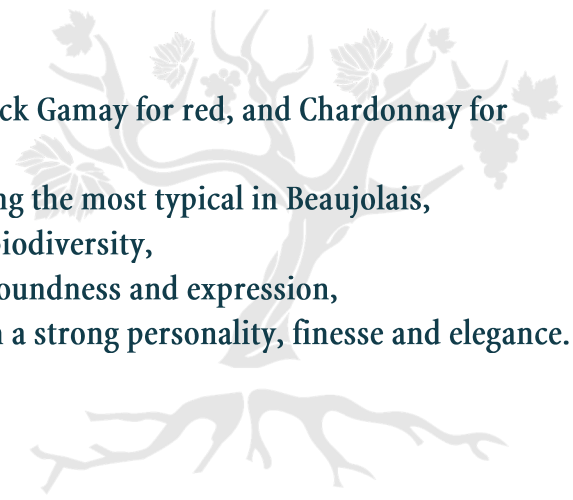 ck Gamay for red, and Chardonnay for
ng the most typical in Beaujolais,
biodiversity,
oundness and expression,
a strong personality, finesse and elegance.